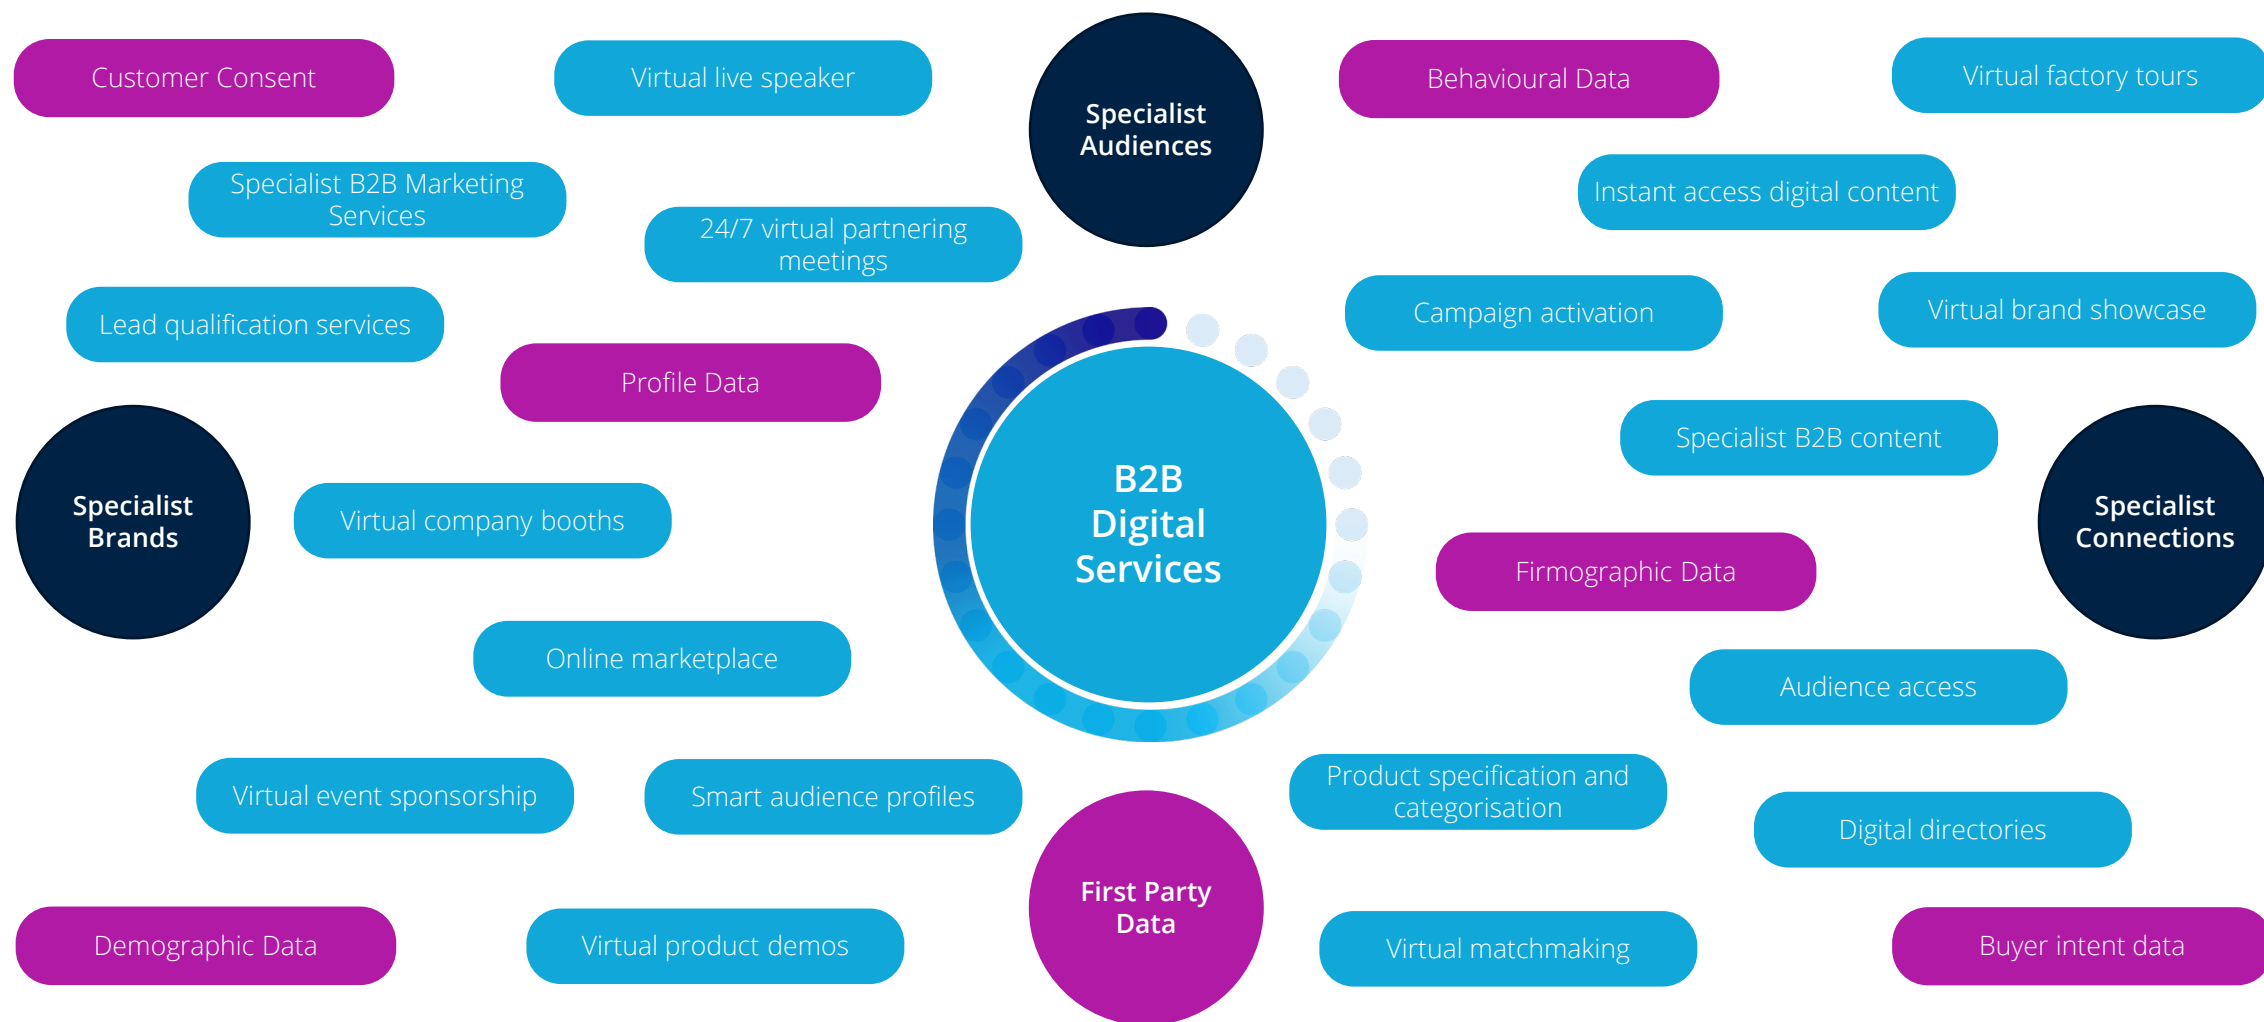 Customer Consent
Virtual live speaker
Specialist
Audiences
Behavioural Data
Virtual factory tours
Specialist B2B Marketing
Services
24/7 virtual partnering
meetings
Instant access digital content
Lead qualification services
Campaign activation
Virtual brand showcase
Profile Data
Specialist B2B content
Specialist
Brands
Virtual company booths
B2B
Digital
Services
Specialist
Connections
Firmographic Data
Online marketplace
Audience access
Virtual event sponsorship
Smart audience profiles
Product specification and
categorisation
Digital directories
First Party
Data
Demographic Data
Virtual product demos
Virtual matchmaking
Buyer intent data